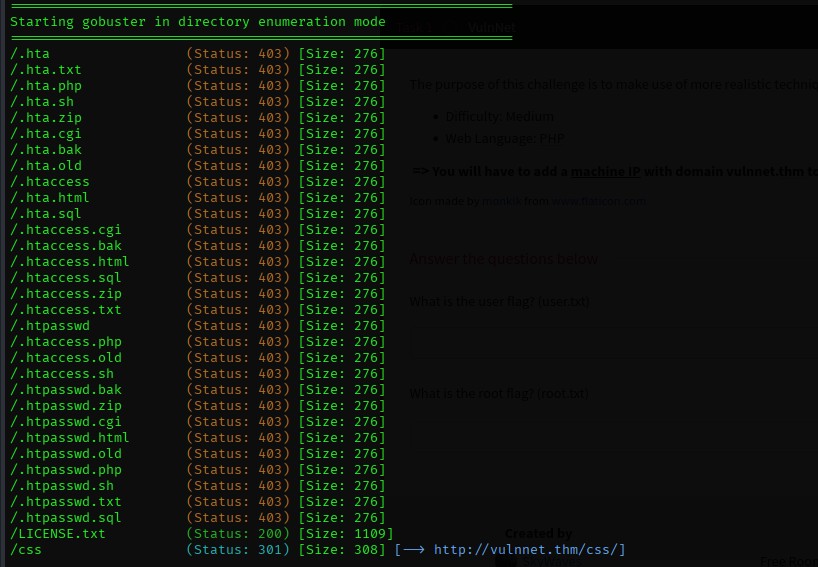 Starting gobuster in directory enumeration mode
VulnNet
/.hta (Status: 403) [Size: 276]
/.hta.txt (Status: 403) [Size: 276]
/.hta.php (Status: 403) [Size: 276]
/.hta.sh (Status: 403) [Size: 276]
/.hta.zip (Status: 403) [Size: 276]
/.hta.cgi (Status: 403) [Size: 276]
/.hta.bak (Status: 403) [Size: 276]
/.hta.old (Status: 403) [Size: 276]
/.htaccess (Status: 403) [Size: 276]
/.hta.html (Status: 403) [Size: 276]
/.hta.sql (Status: 403) [Size: 276]
/.htaccess.cgi (Status: 403) [Size: 276]
/.htaccess.bak (Status: 403) [Size: 276]
/.htaccess.html (Status: 403) [Size: 276]
/.htaccess.sql (Status: 403) [Size: 276]
/.htaccess.zip (Status: 403) [Size: 276]
/.htaccess.txt (Status: 403) [Size: 276]
/.htpasswd (Status: 403) [Size: 276]
/.htaccess.php (Status: 403) [Size: 276]
/.htaccess.old (Status: 403) [Size: 276]
/.htaccess.sh (Status: 403) [Size: 276]
/.htpasswd.bak (Status: 403) [Size: 276]
/.htpasswd.zip (Status: 403) [Size: 276]
/.htpasswd.cgi (Status: 403) [Size: 276]
/.htpasswd.html (Status: 403) [Size: 276]
/.htpasswd.old (Status: 403) [Size: 276]
/.htpasswd.php (Status: 403) [Size: 276]
/.htpasswd.sh (Status: 403) [Size: 276]
/.htpasswd.txt (Status: 403) [Size: 276]
/.htpasswd.sql (Status: 403) [Size: 276]
/LICENSE.txt (Status: 200) [Size: 1109]
/css (Status: 301) [Size: 308] [--> http://vulnnet.thm/css/]
The purpose of this challenge is to make use of more realistic
• Difficulty: Medium
• Web Language: PHP
=> You will have to add a machine IP with domain vulnnet.thm
Icon made by from
Answer the questions below
What is the user flag? (user.txt)
What is the root flag? (root.txt)
Created by
Free Room